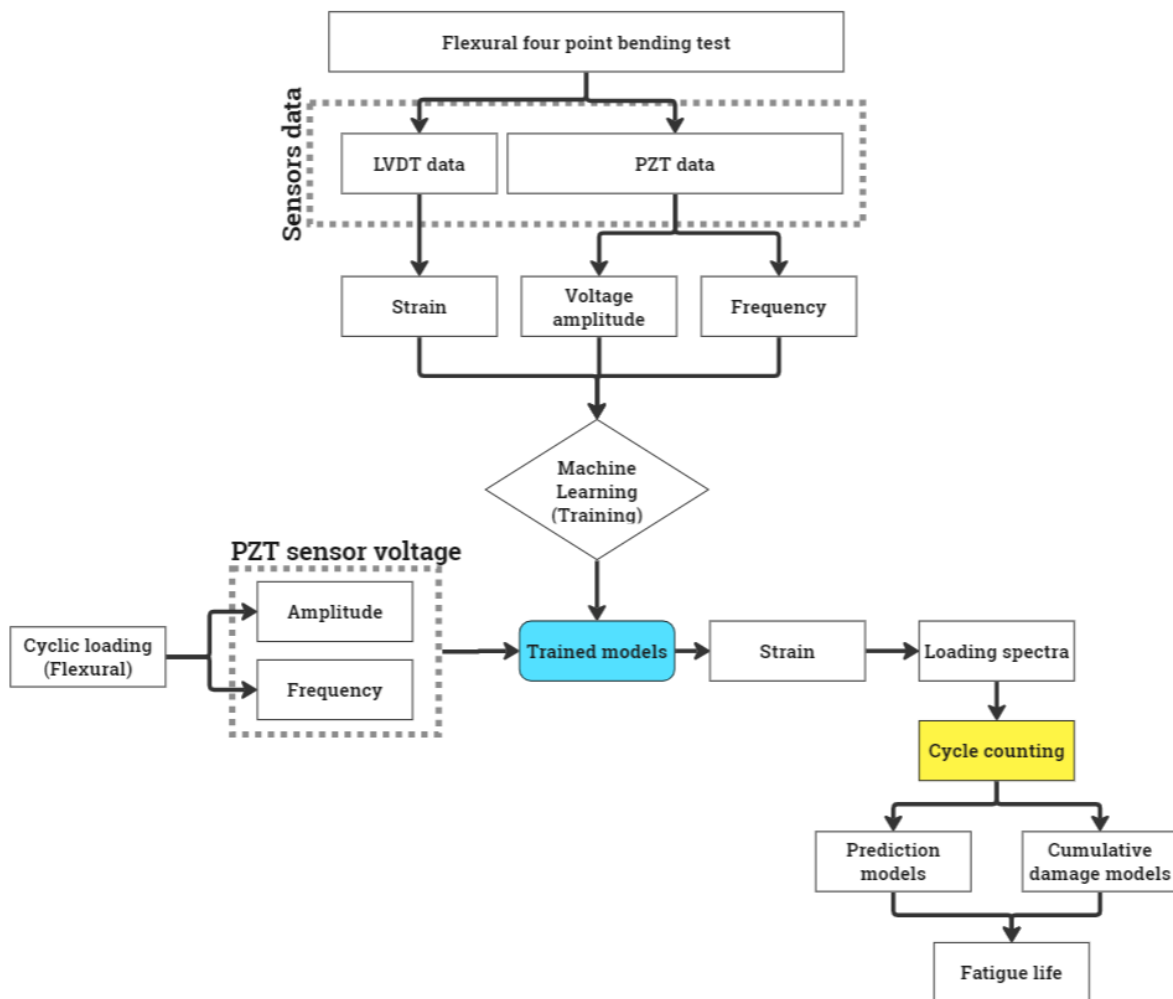 Flexural four point bending test
Sensors data
LVDT data
PZT data
Strain
Voltage
amplitude
Frequency
Machine
Learning
(Training)
PZT sensor voltage
Amplitude
Cyclic loading
(Flexural)
Frequency
Trained models
Strain
Loading spectra
Cycle counting
Prediction
models
Cumulative
damage models
Fatigue life